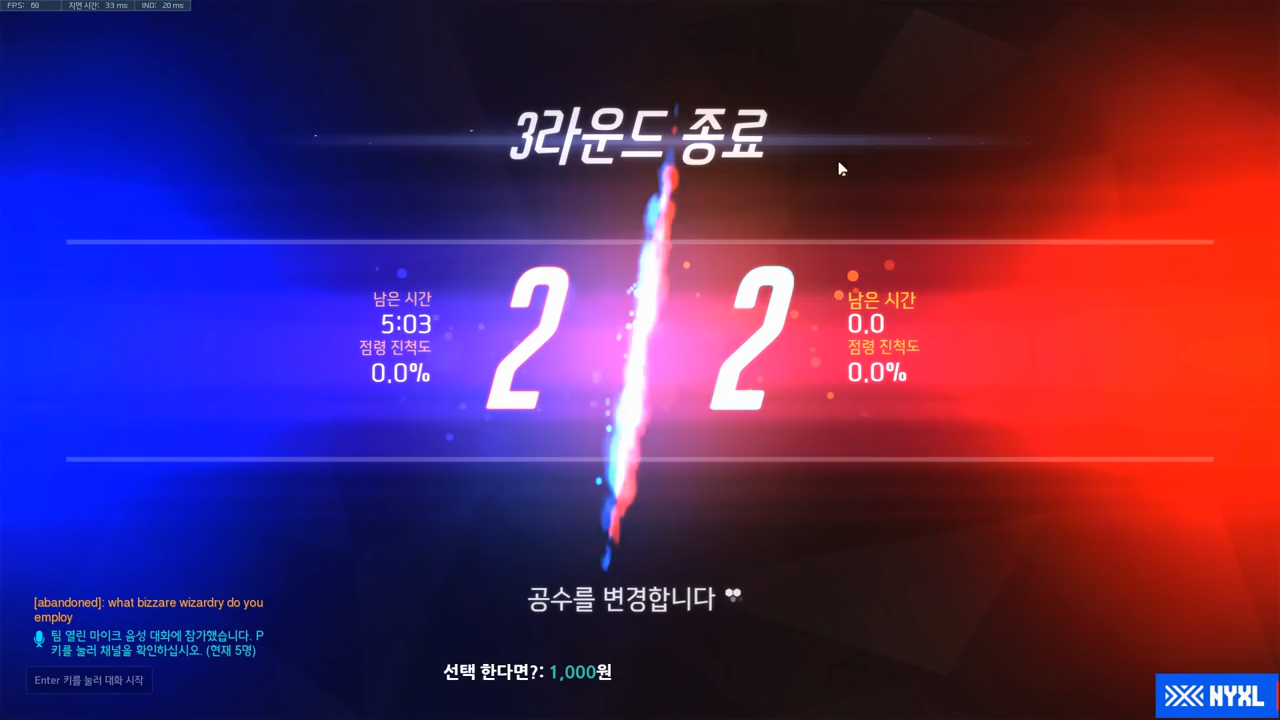 FPS: 60 지연 시간: 33 ms IND: 20 ms
3라운드 종료
남은 시간
5:03
점령 진척도
0.0%
2
2
남은 시간
0.0
점령 진척도
0.0%
공수를 변경합니다
[abandoned]: what bizzare wizardry do you
employ
팀 열린 마이크 음성 대화에 참가했습니다. P
키를 눌러 채널을 확인하십시오. (현재 5명)
Enter 키를 눌러 대화 시작
선택 한다면?: 1,000원
NYXL